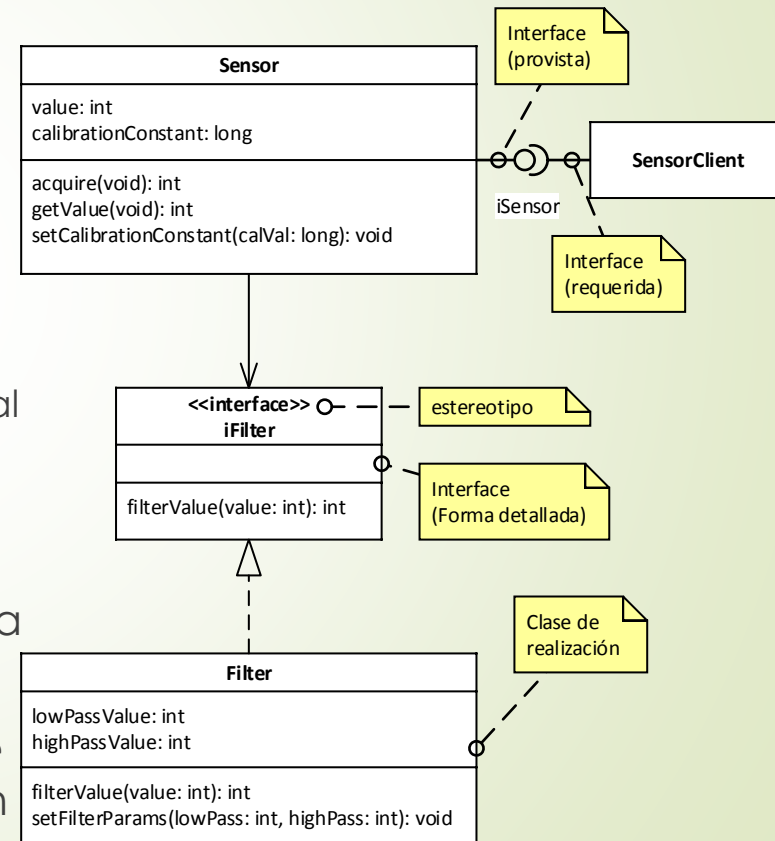 Interface
(provista)
Sensor
value: int
calibrationConstant: long
acquire(void): int
getValue(void): int
setCalibrationConstant(calVal: long): void
SensorClient
iSensor
Interface
(requerida)
al
<<interface>>
iFilter
estereotipo
filterValue(value: int): int
Interface
(Forma detallada)
a
Clase de
realización
Filter
lowPassValue: int
highPassValue: int
filterValue(value: int): int
setFilterParams(lowPass: int, highPass: int): void